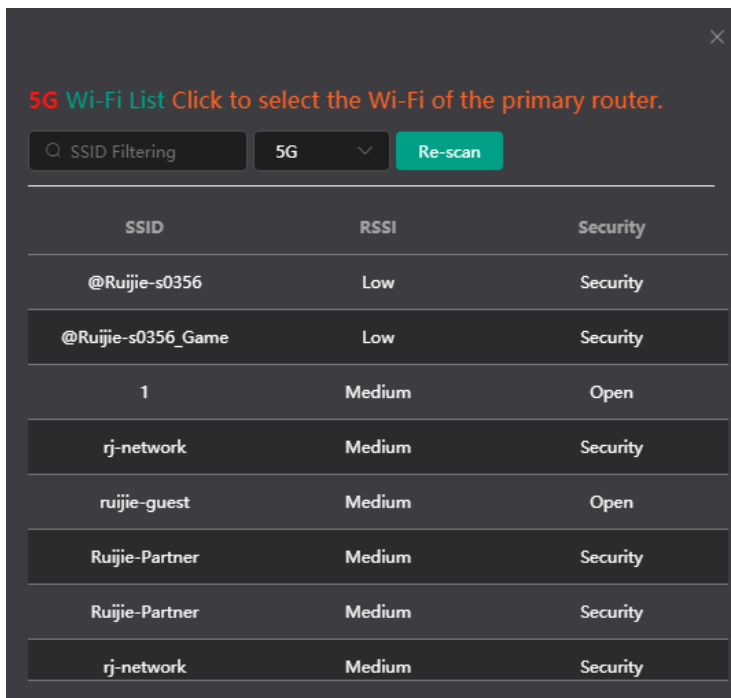 5G Wi-Fi List Click to select the Wi-Fi of the primary router.
SSID Filtering 5G Re-scan
SSID RSSI Security
@Ruijie-s0356 Low Security
@Ruijie-s0356_Game Low Security
1 Medium Open
rj-network Medium Security
ruijie-guest Medium Open
Ruijie-Partner Medium Security
Ruijie-Partner Medium Security
rj-network Medium Security